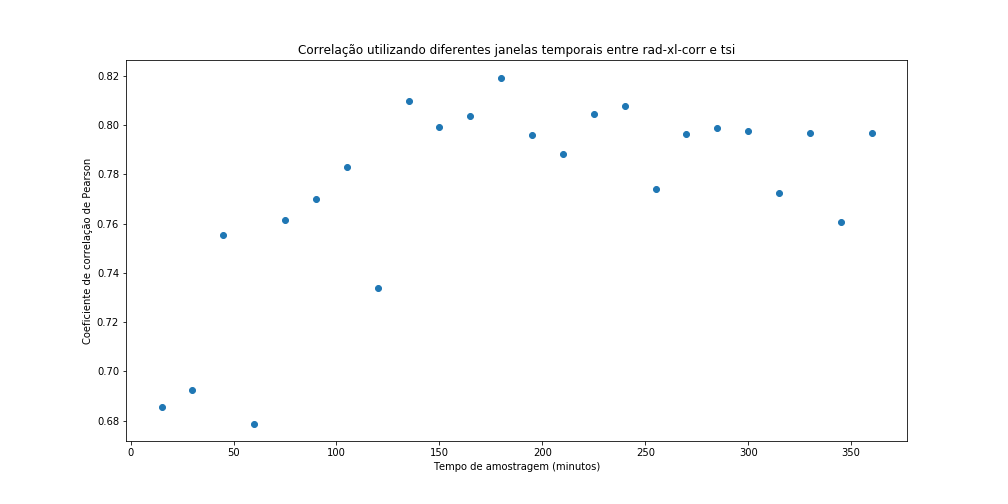 Correlação utilizando diferentes janelas temporais entre rad-xl-corr e tsi
0.82
0.80
0.78
0.76
0.74
0.72
0.70
0.68
Coeficiente de correlação de Pearson
0 50 100 150 200 250 300 350
Tempo de amostragem (minutos)